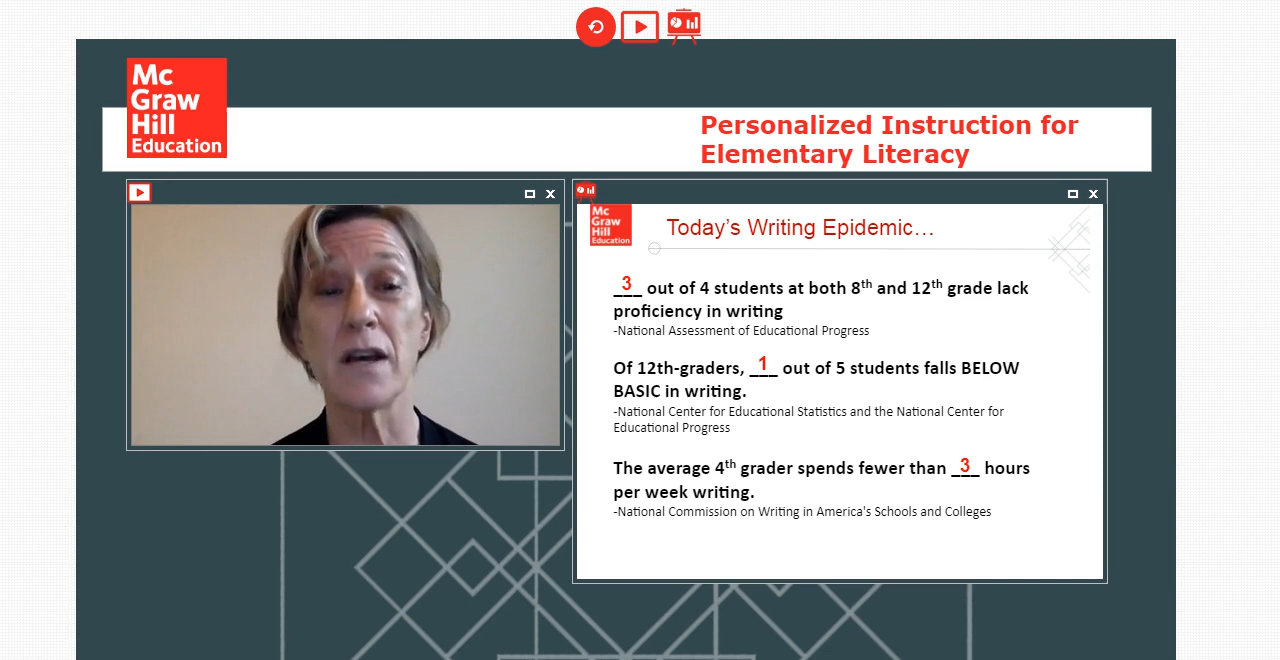 Mc
Graw
Hill
Education
Personalized Instruction for
Elementary Literacy
Mc
Graw
Hill
Education
Today’s Writing Epidemic…
_3_ out of 4 students at both 8th and 12th grade lack
proficiency in writing
-National Assessment of Educational Progress
Of 12th-graders, _1_ out of 5 students falls BELOW
BASIC in writing.
-National Center for Educational Statistics and the National Center for
Educational Progress
The average 4th grader spends fewer than _3_ hours
per week writing.
-National Commission on Writing in America's Schools and Colleges